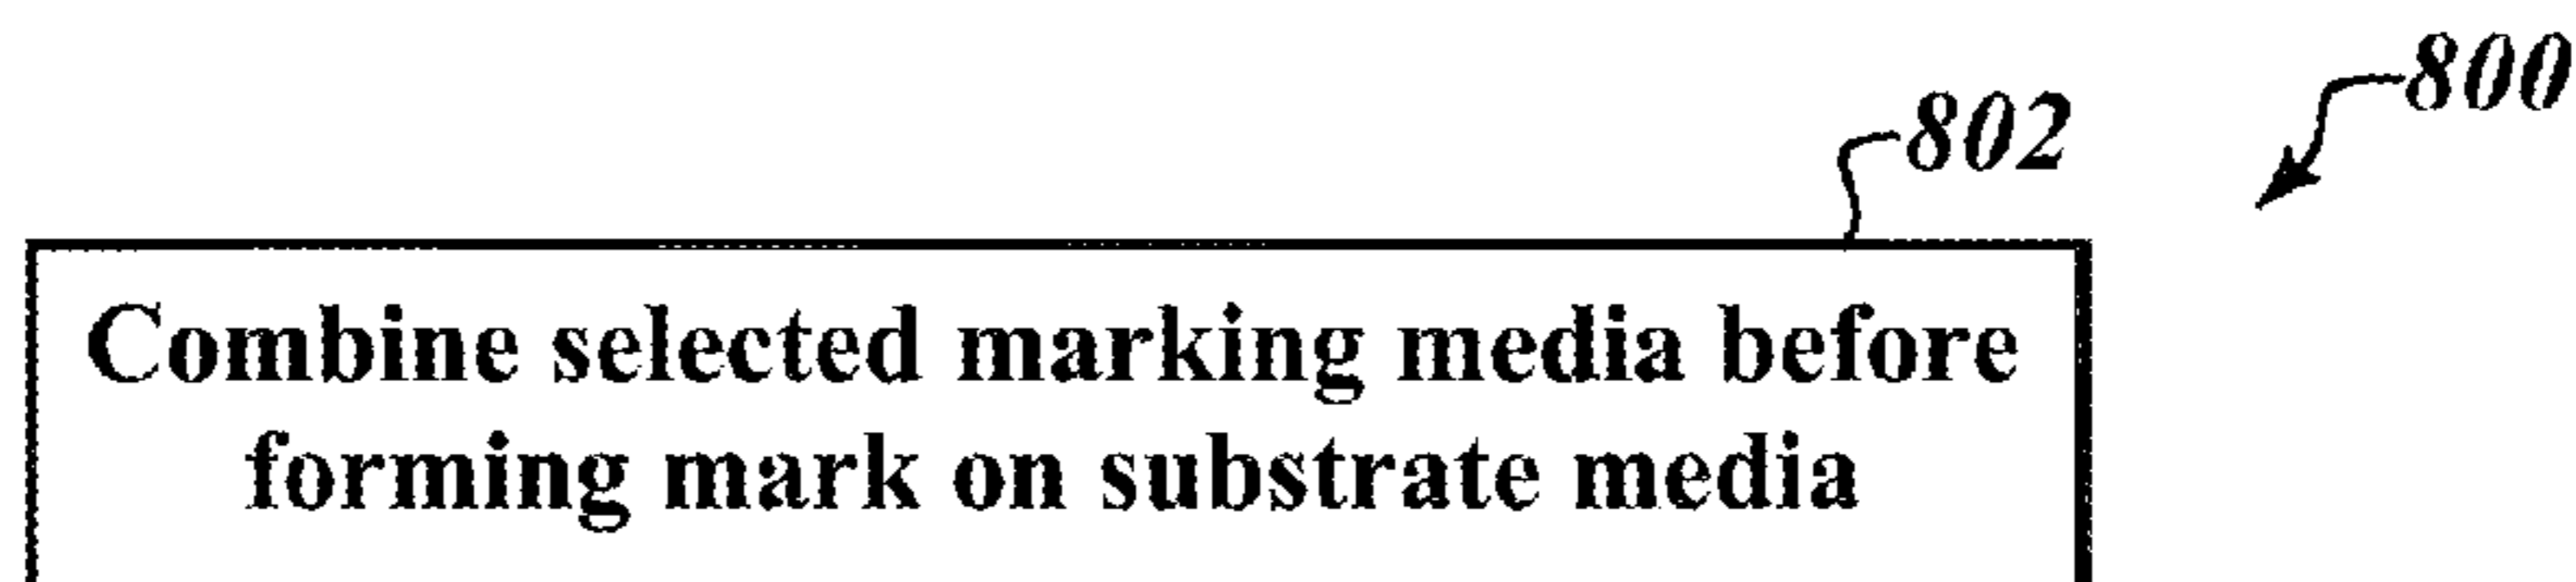 800
802
Combine selected marking media before
forming mark on substrate media